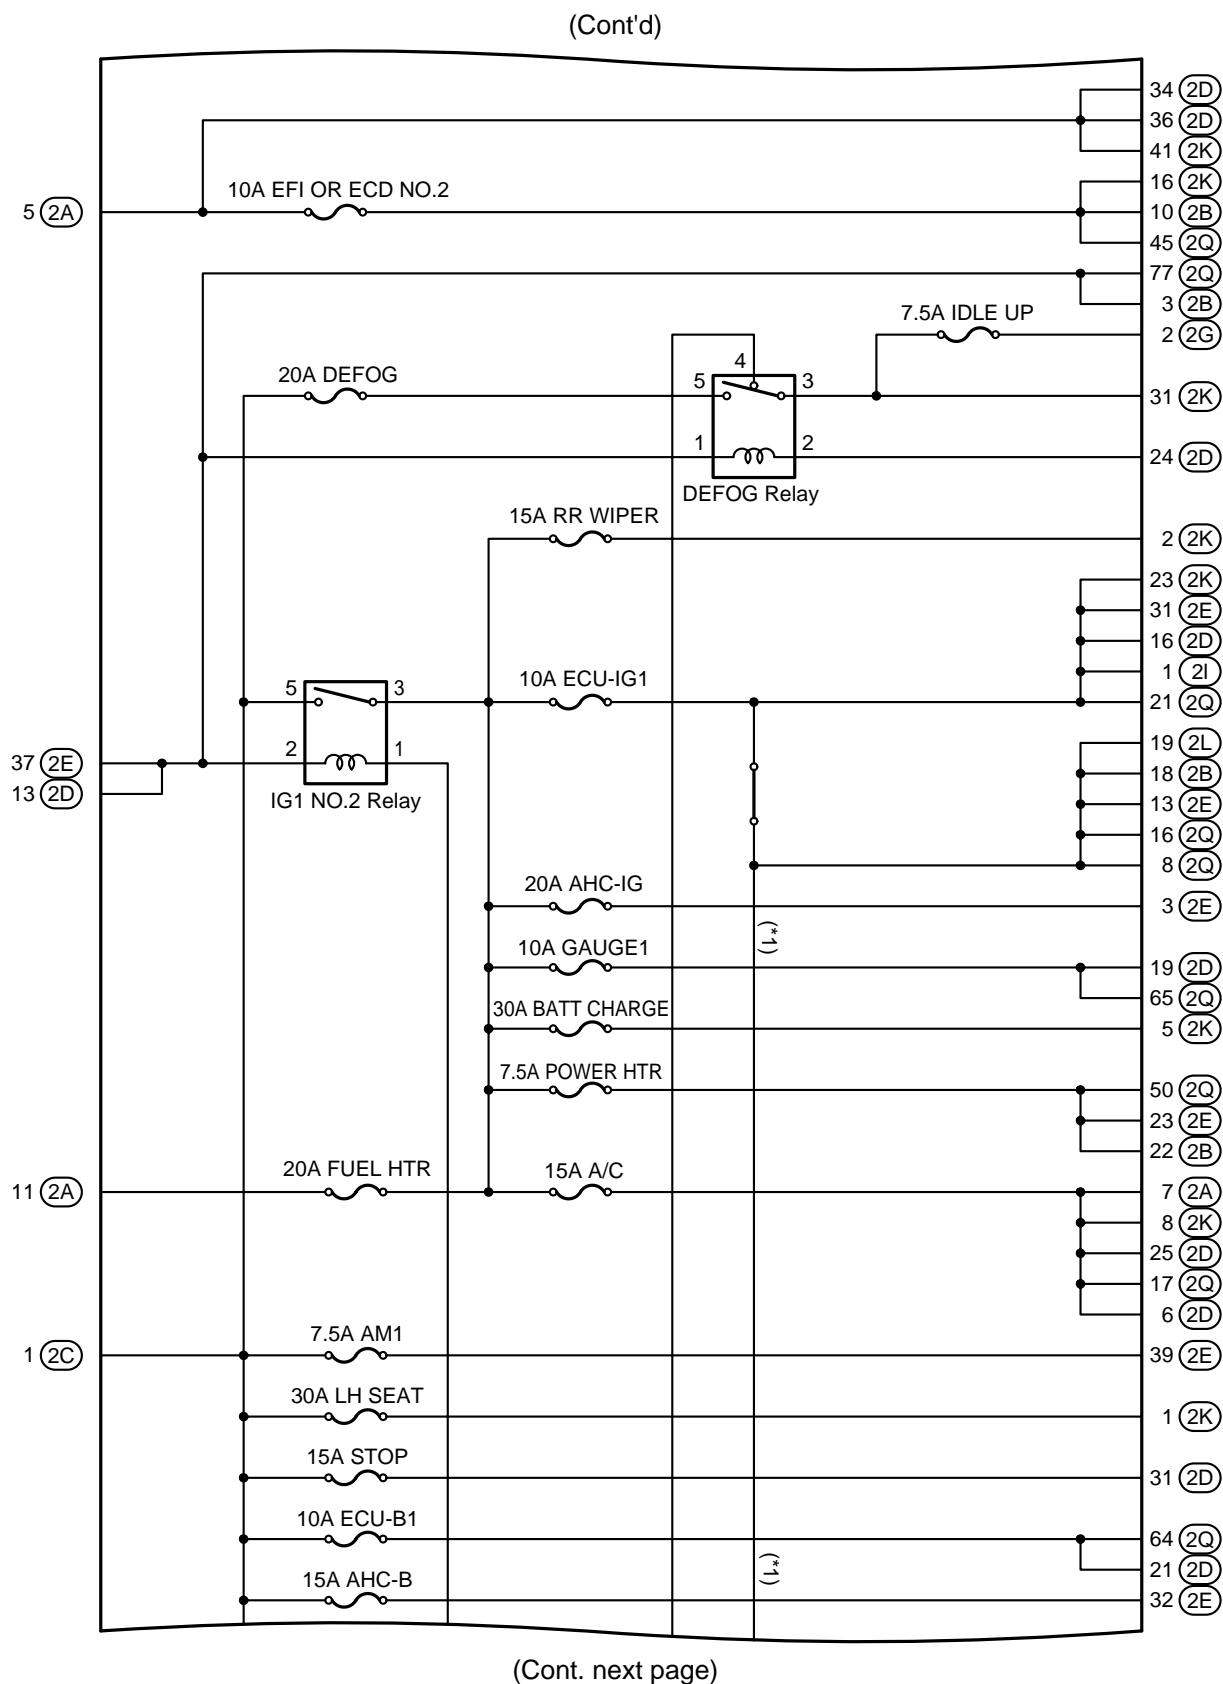 (Cont'd)
34 2D
36 2D
41 2K
16 2K
10A EFI OR ECD NO.2
5 2A
10 2B
45 2Q
77 2Q
3 2B
7.5A IDLE UP
2 2G
4
20A DEFOG
5 3
31 2K
1 2
24 2D
DEFOG Relay
15A RR WIPER
2 2K
23 2K
31 2E
16 2D
1 2I
10A ECU-IG1
5 3
21 2Q
19 2L
2 1
37 2E
18 2B
13 2D
IG1 NO.2 Relay
13 2E
16 2Q
8 2Q
20A AHC-IG
3 2E
(*1)
10A GAUGE1
19 2D
65 2Q
30A BATT CHARGE
5 2K
7.5A POWER HTR
50 2Q
23 2E
22 2B
20A FUEL HTR
15A A/C
11 2A
7 2A
8 2K
25 2D
17 2Q
6 2D
7.5A AM1
1 2C
39 2E
30A LH SEAT
1 2K
15A STOP
31 2D
10A ECU-B1
64 2Q
(*1)
21 2D
15A AHC-B
32 2E
(Cont. next page)